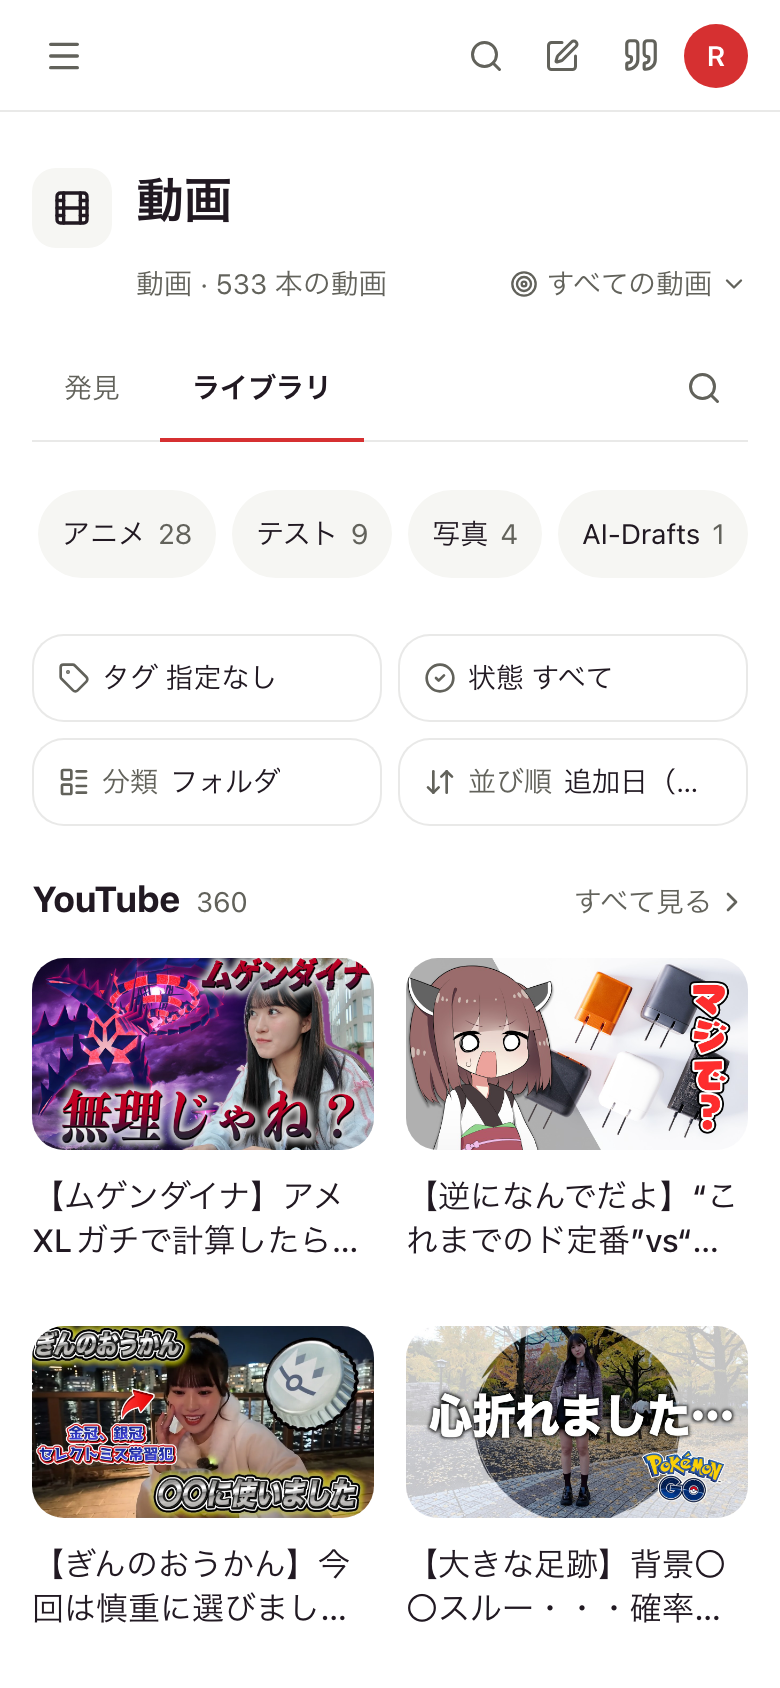 R
動画
動画 · 533 本の動画
すべての動画
発見
ライブラリ
アニメ 28
テスト 9
写真 4
AI-Drafts 1
タグ 指定なし
状態 すべて
分類 フォルダ
並び順 追加日（...
YouTube 360
すべて見る
ムゲンダイナ
無理じゃね？
マジで?
【ムゲンダイナ】アメ
XLガチで計算したら...
【逆になんでだよ】“こ
れまでのド定番”vs“...
ぎんのおうかん
金冠、銀冠
セレクトミス常習犯
〇〇に使いました
心折れました…
POKÉMON
GO
【ぎんのおうかん】今
回は慎重に選びまし...
【大きな足跡】背景〇
〇スルー・・・確率...